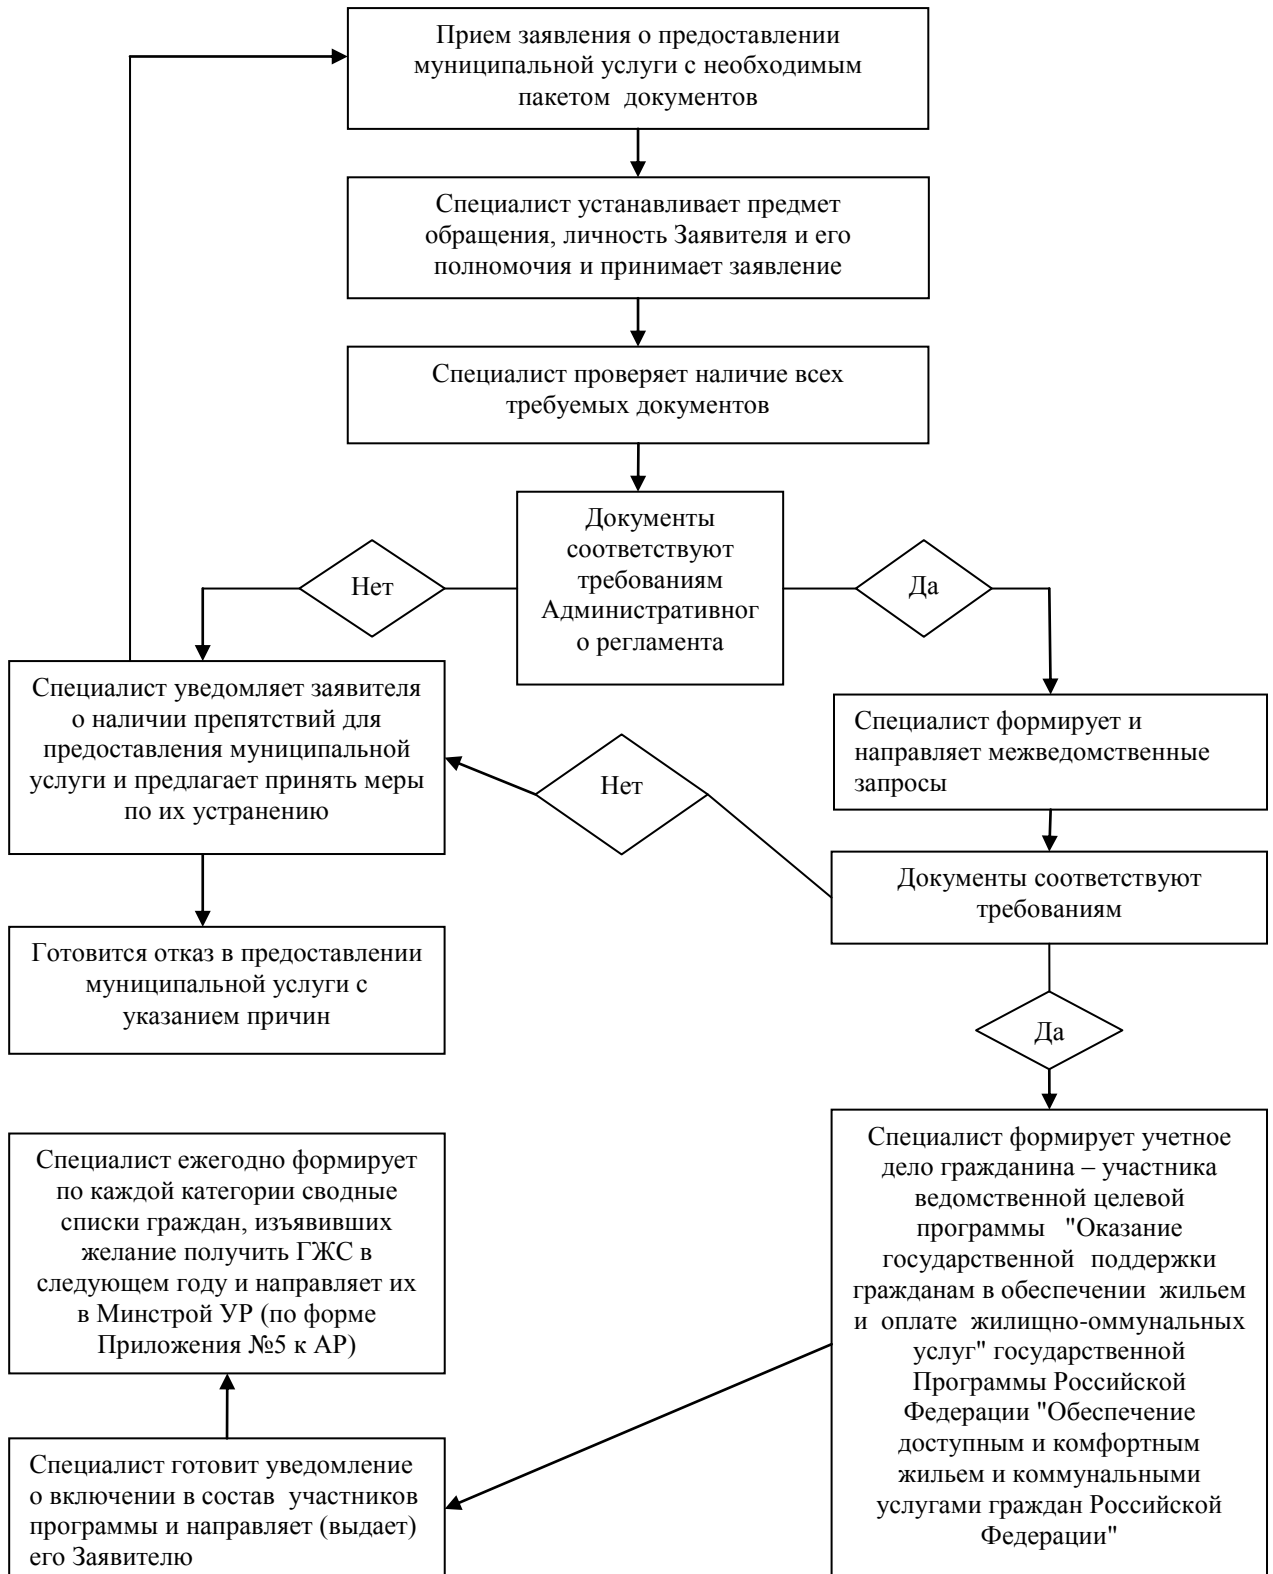 Прием заявления о предоставлении
муниципальной услуги с необходимым
пакетом документов
Специалист устанавливает предмет
обращения, личность Заявителя и его
полномочия и принимает заявление
Специалист проверяет наличие всех
требуемых документов
Документы
соответствуют
требованиям
Административног
о регламента
Нет
Да
Специалист уведомляет заявителя
о наличии препятствий для
предоставления муниципальной
услуги и предлагает принять меры
по их устранению
Специалист формирует и
направляет межведомственные
запросы
Нет
Документы соответствуют
требованиям
Готовится отказ в предоставлении
муниципальной услуги с
указанием причин
Да
Специалист формирует учетное
дело гражданина – участника
ведомственной целевой
программы "Оказание
государственной поддержки
гражданам в обеспечении жильем
и оплате жилищно-оммунальных
услуг" государственной
Программы Российской
Федерации "Обеспечение
доступным и комфортным
жильем и коммунальными
услугами граждан Российской
Федерации"
Специалист ежегодно формирует
по каждой категории сводные
списки граждан, изъявивших
желание получить ГЖС в
следующем году и направляет их
в Минстрой УР (по форме
Приложения №5 к АР)
Специалист готовит уведомление
о включении в состав участников
программы и направляет (выдает)
его Заявителю